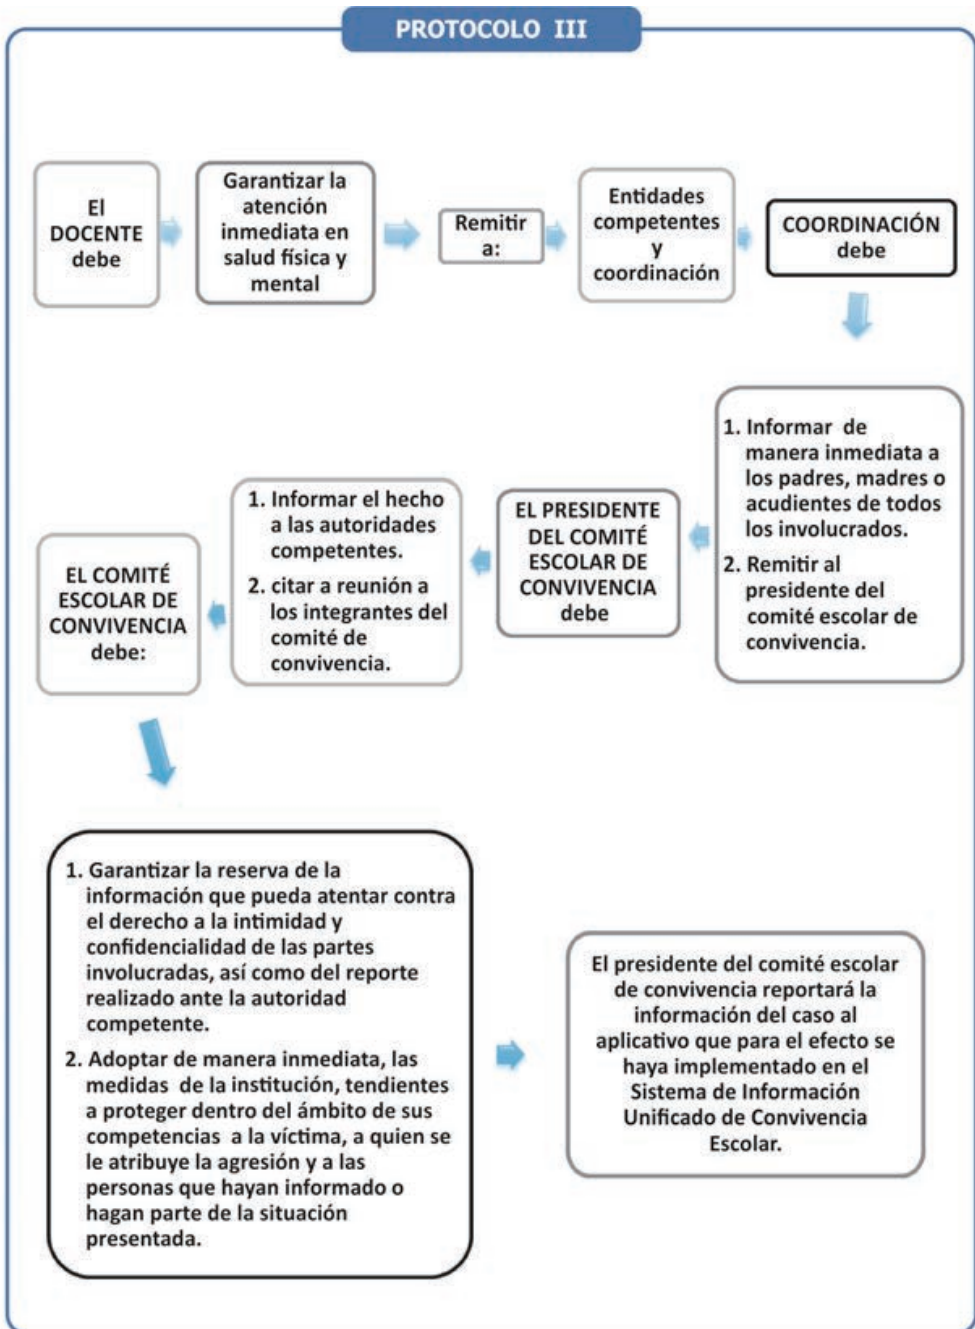 PROTOCOLO III
El
DOCENTE
debe
Garantizar la
atención
inmediata en
salud física y
mental
Remitir
a:
Entidades
competentes
y
coordinación
COORDINACIÓN
debe
1. Informar de
manera inmediata a
los padres, madres o
acudientes de todos
los involucrados.
2. Remitir al
presidente del
comité escolar de
convivencia.
EL PRESIDENTE
DEL COMITÉ
ESCOLAR DE
CONVIVENCIA
debe
1. Informar el hecho
a las autoridades
competentes.
2. citar a reunión a
los integrantes del
comité de
convivencia.
EL COMITÉ
ESCOLAR DE
CONVIVENCIA
debe:
1. Garantizar la reserva de la
información que pueda atentar contra
el derecho a la intimidad y
confidencialidad de las partes
involucradas, así como del reporte
realizado ante la autoridad
competente.
2. Adoptar de manera inmediata, las
medidas de la institución, tendientes
a proteger dentro del ámbito de sus
competencias a la víctima, a quien se
le atribuye la agresión y a las
personas que hayan informado o
hagan parte de la situación
presentada.
El presidente del comité escolar
de convivencia reportará la
información del caso al
aplicativo que para el efecto se
haya implementado en el
Sistema de Información
Unificado de Convivencia
Escolar.